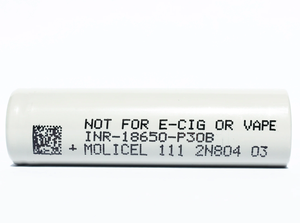 NOT FOR E-CIG OR VAPE
INR-18650-P30B
+ MOLICEL 111 2N804 03